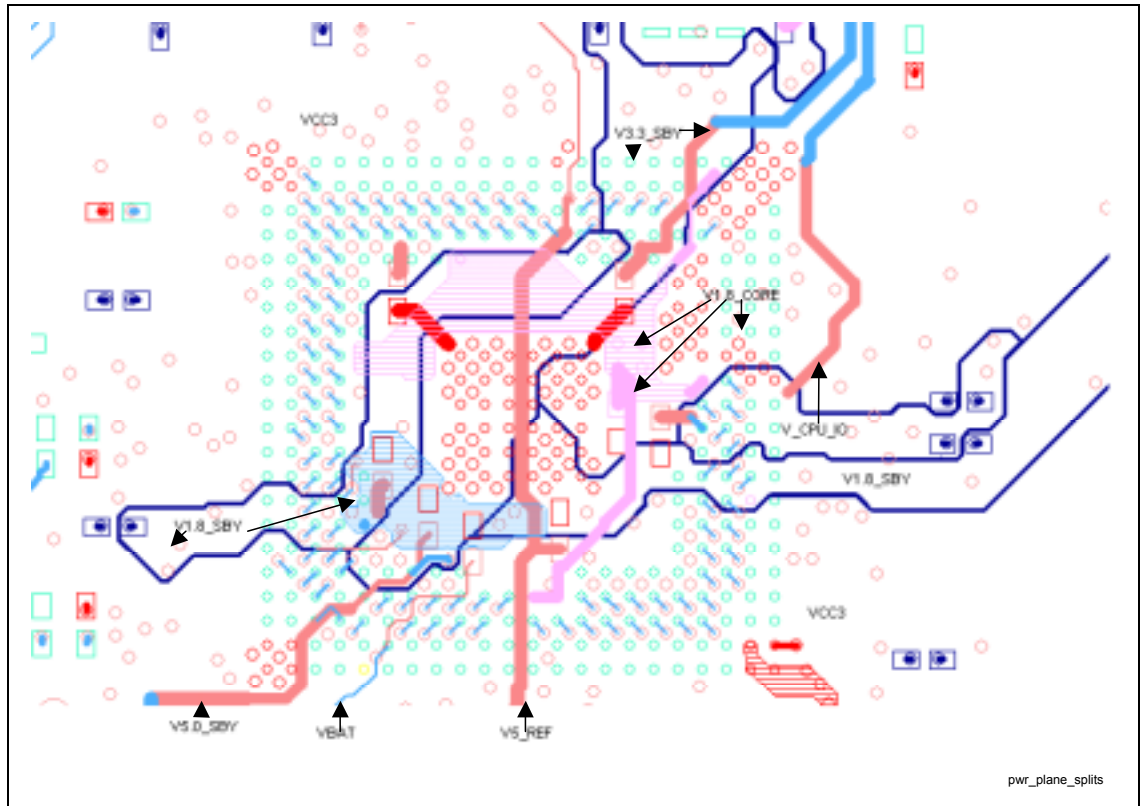 VCC3
V3.3_SBY
V1.8_CORE
V_CPU_IO
V1.8_SBY
V1.8_SBY
VCC3
V5.0_SBY
VBAT
V5_REF
pwr_plane_splits